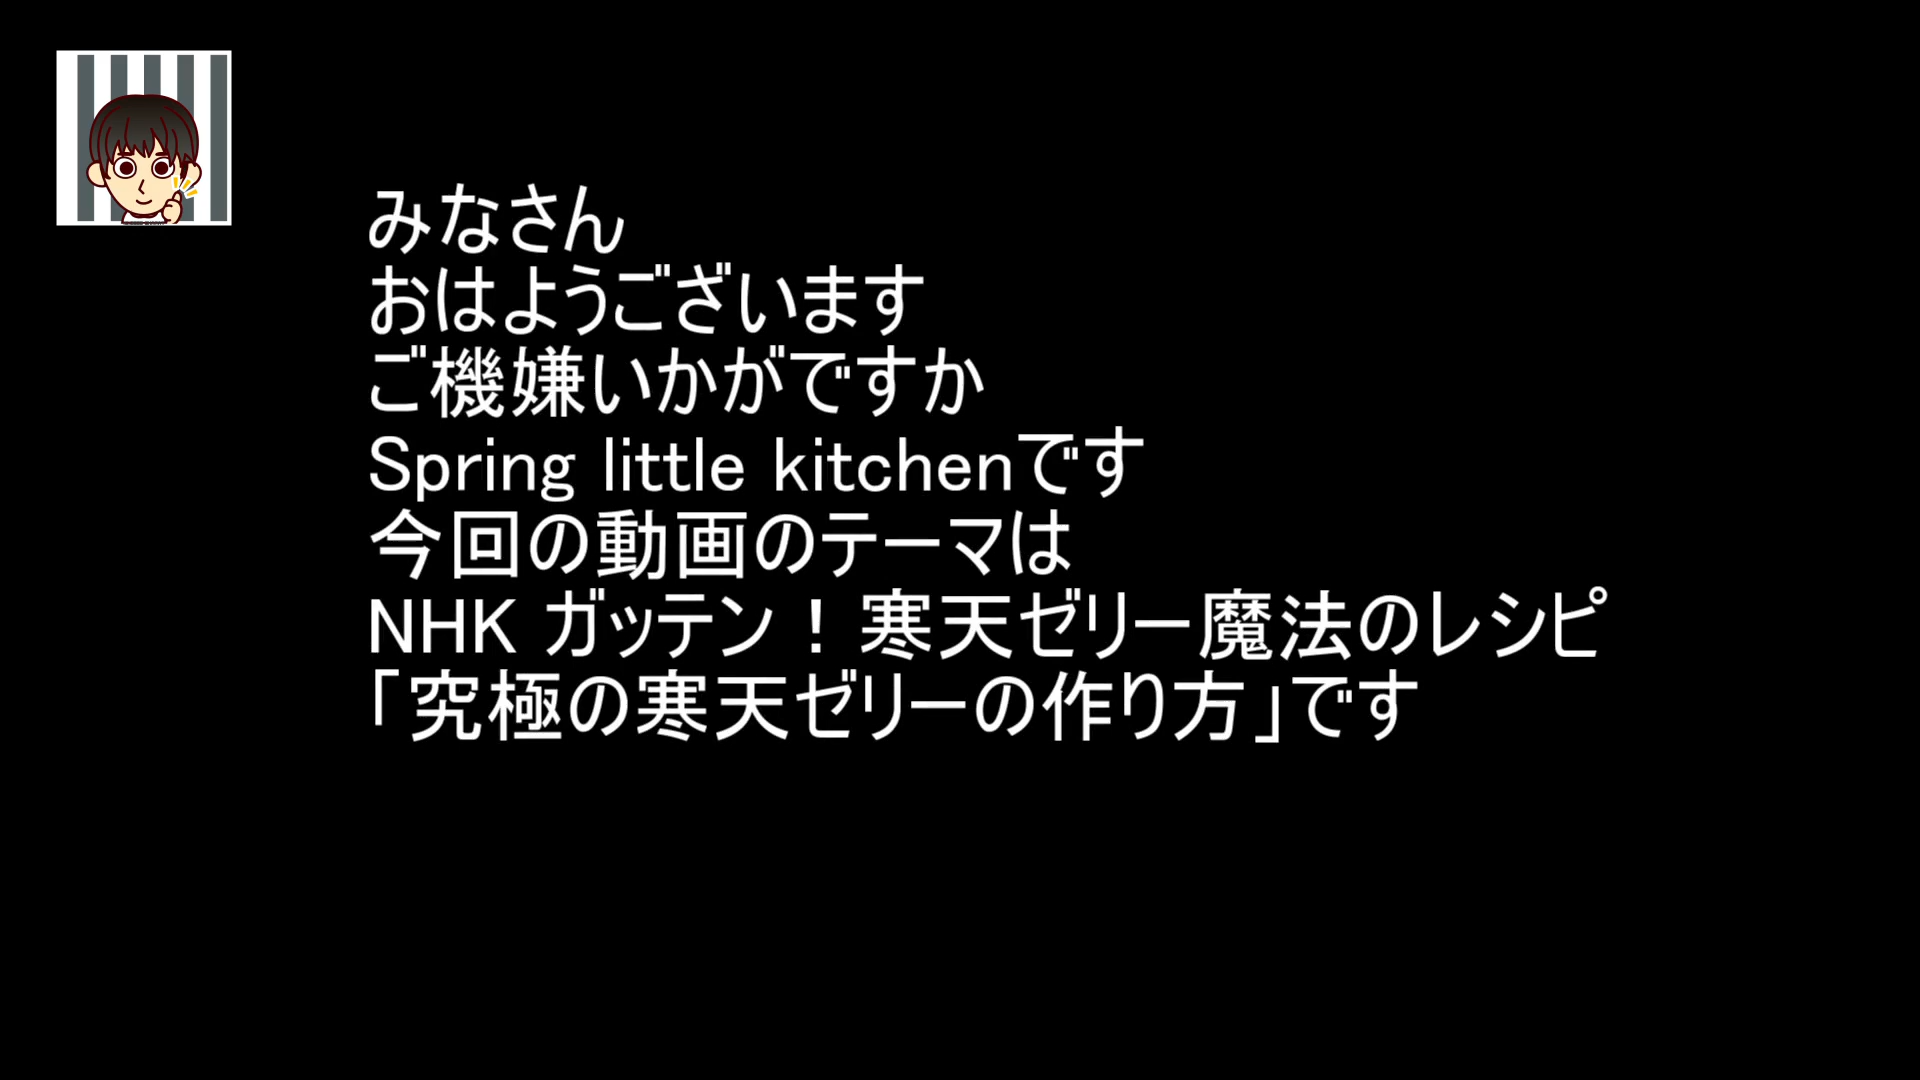 みなさん
おはようございます
ご機嫌いかがですか
Spring little kitchenです
今回の動画のテーマは
NHK ガッテン！寒天ゼリー魔法のレシピ
「究極の寒天ゼリーの作り方」です